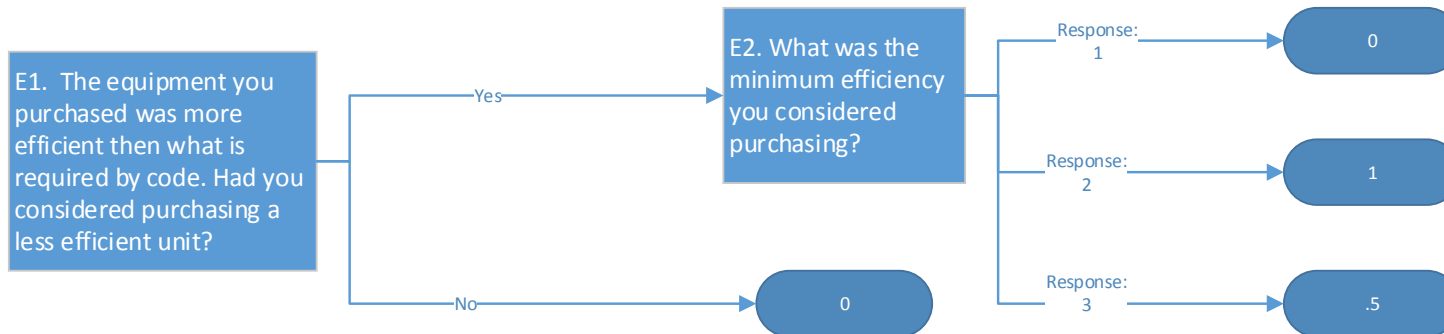 E1.  The equipment you
purchased was more
efficient then what is
required by code. Had you
considered purchasing a
less efficient unit?
Yes
No
0
E2. What was the
minimum efficiency
you considered
purchasing?
Response:
1
0
Response:
2
1
Response:
3
.5